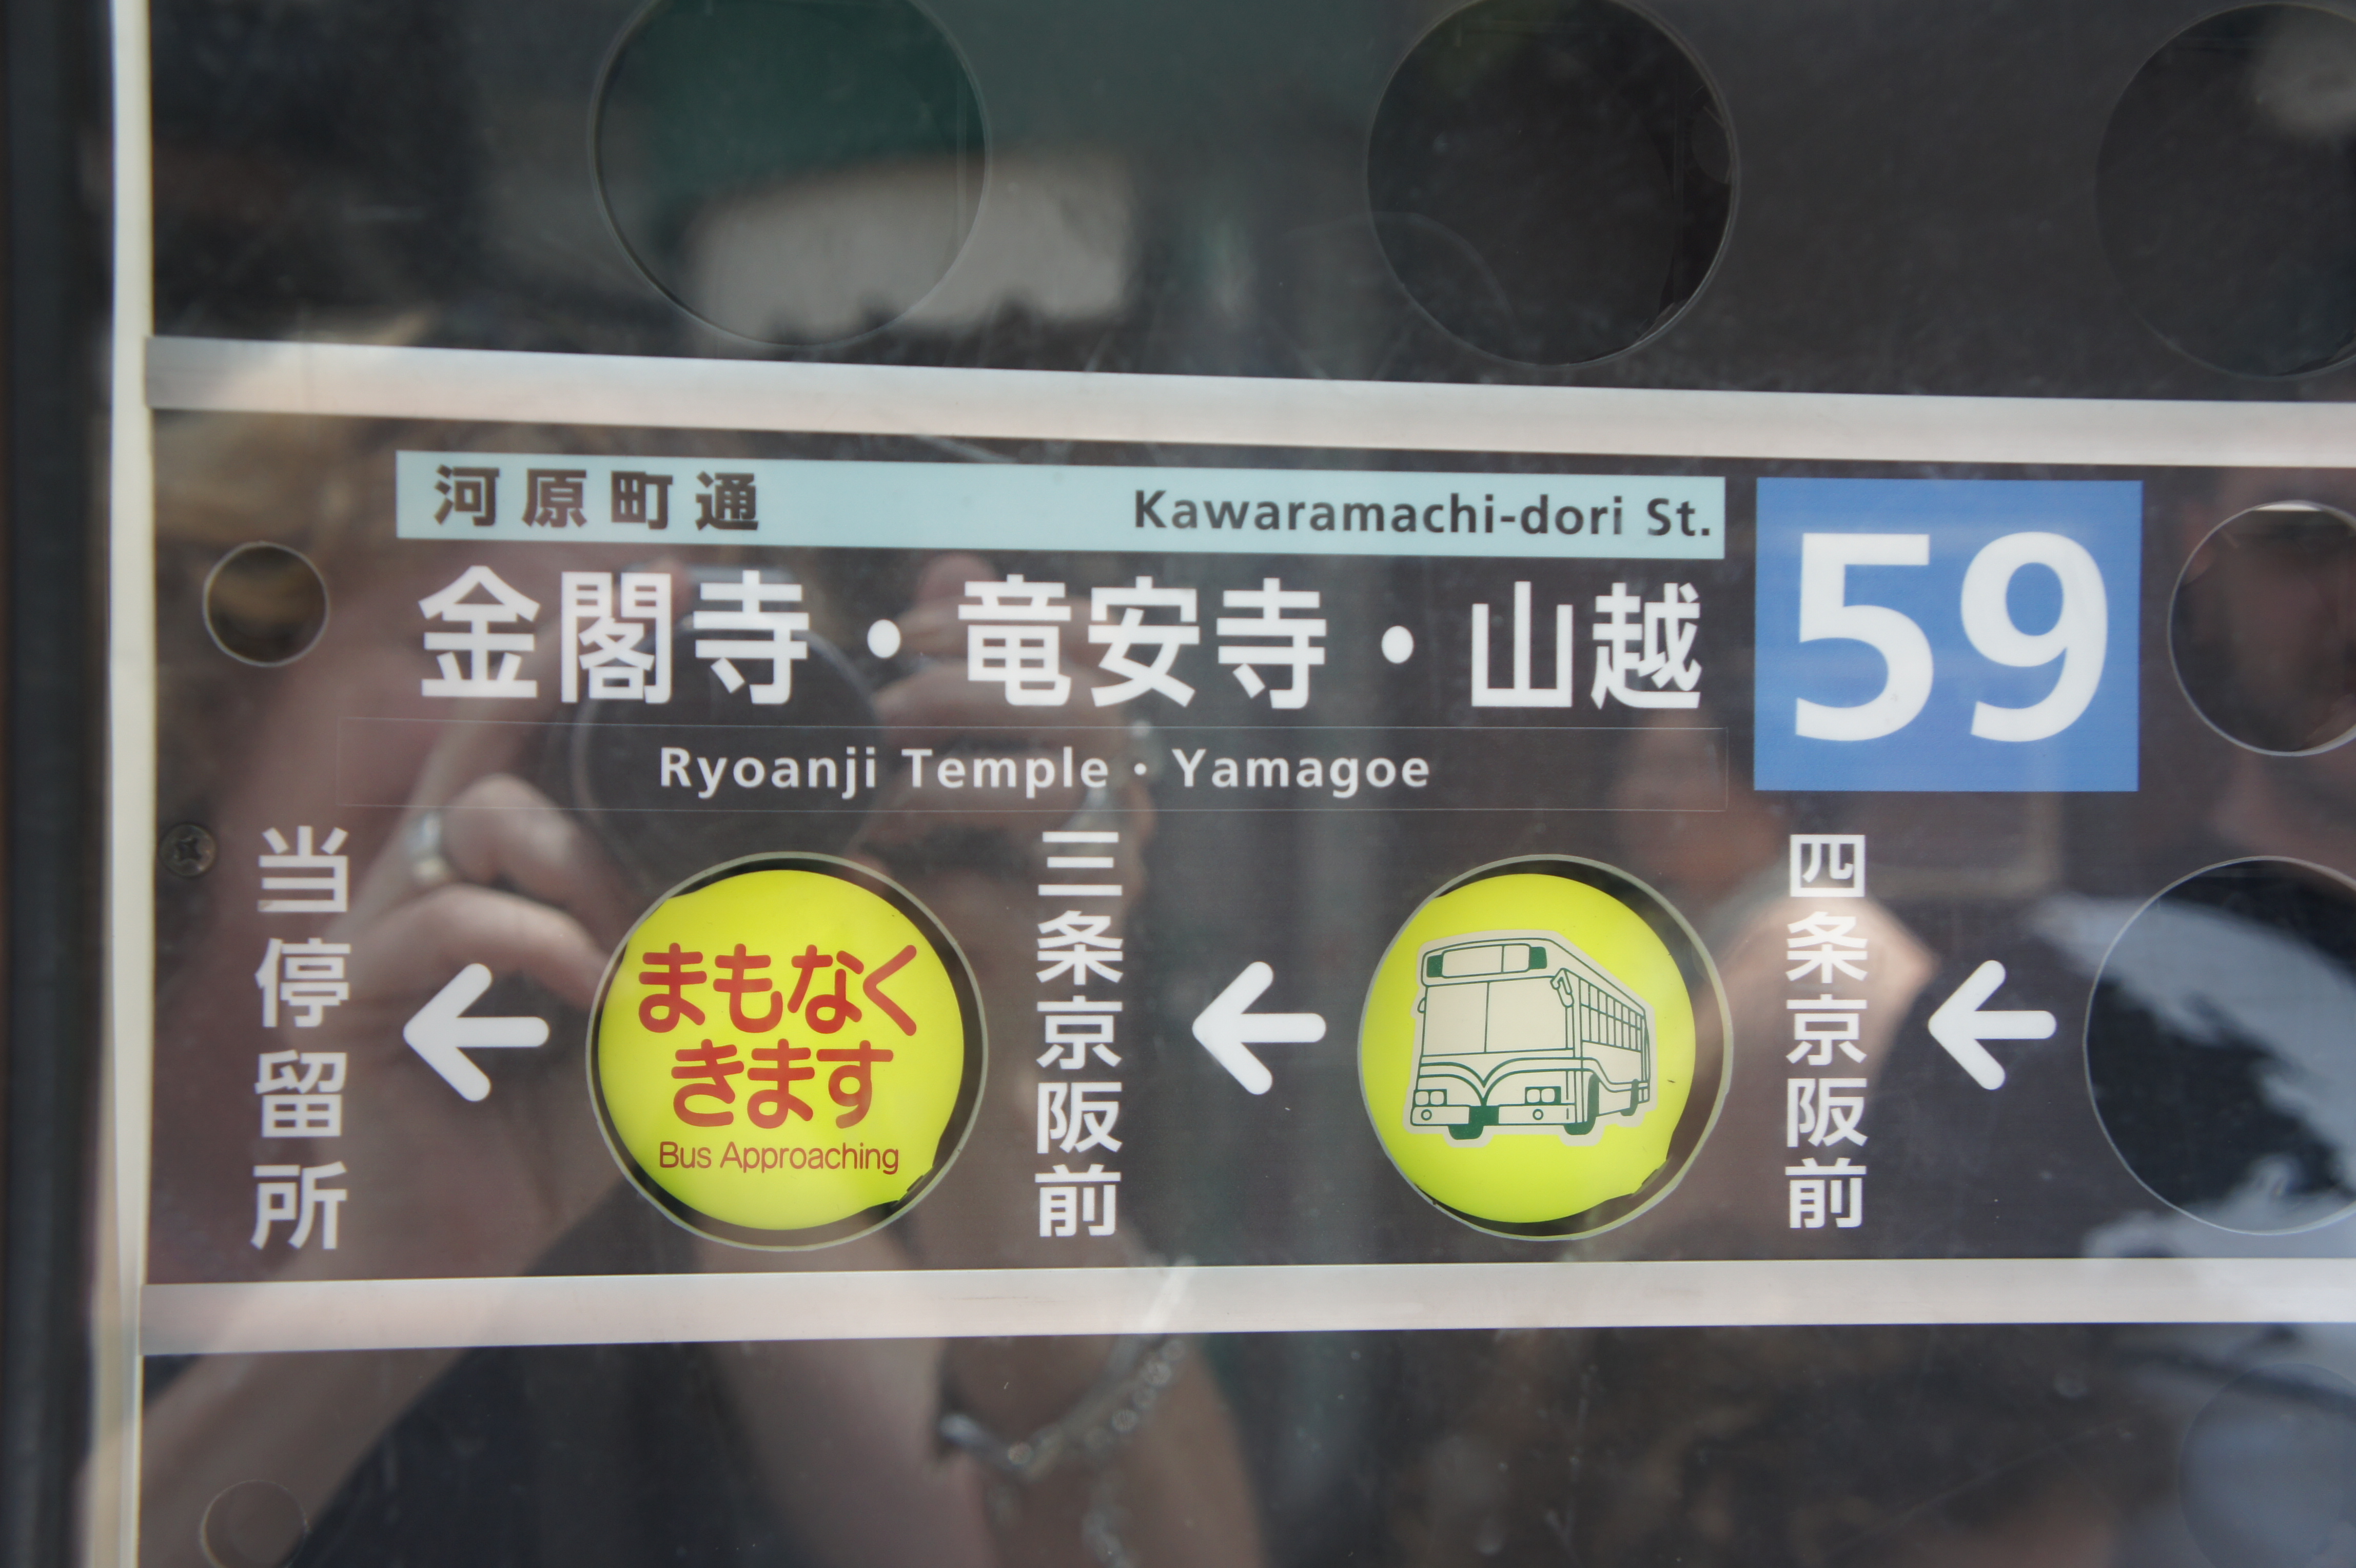 河原町通 Kawaramachi-dori St.
金閣寺・竜安寺・山越 59
Ryoanji Temple・Yamagoe
当停留所
←
まもなく
きます
Bus Approaching
三条京阪前
←
四条京阪前
←